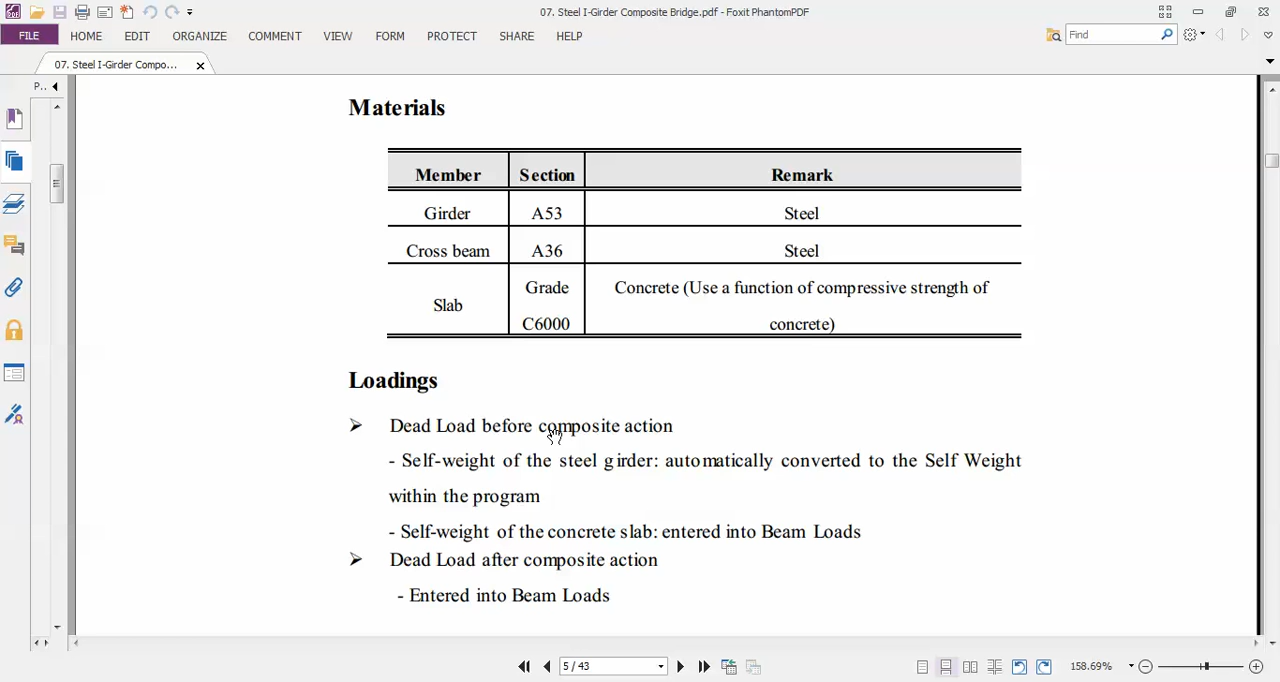 07. Steel I-Girder Composite Bridge.pdf - Foxit PhantomPDF
FILE HOME EDIT ORGANIZE COMMENT VIEW FORM PROTECT SHARE HELP
Find
07. Steel I-Girder Compo...
P..
Materials
Member Section Remark
Girder A53 Steel
Cross beam A36 Steel
Slab Grade C6000 Concrete (Use a function of compressive strength of
concrete)
Loadings
➢ Dead Load before composite action
- Self-weight of the steel girder: automatically converted to the Self Weight
within the program
- Self-weight of the concrete slab: entered into Beam Loads
➢ Dead Load after composite action
- Entered into Beam Loads
5 / 43
158.69%